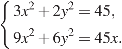 3x² + 2y² = 45,
9x² + 6y² = 45x.